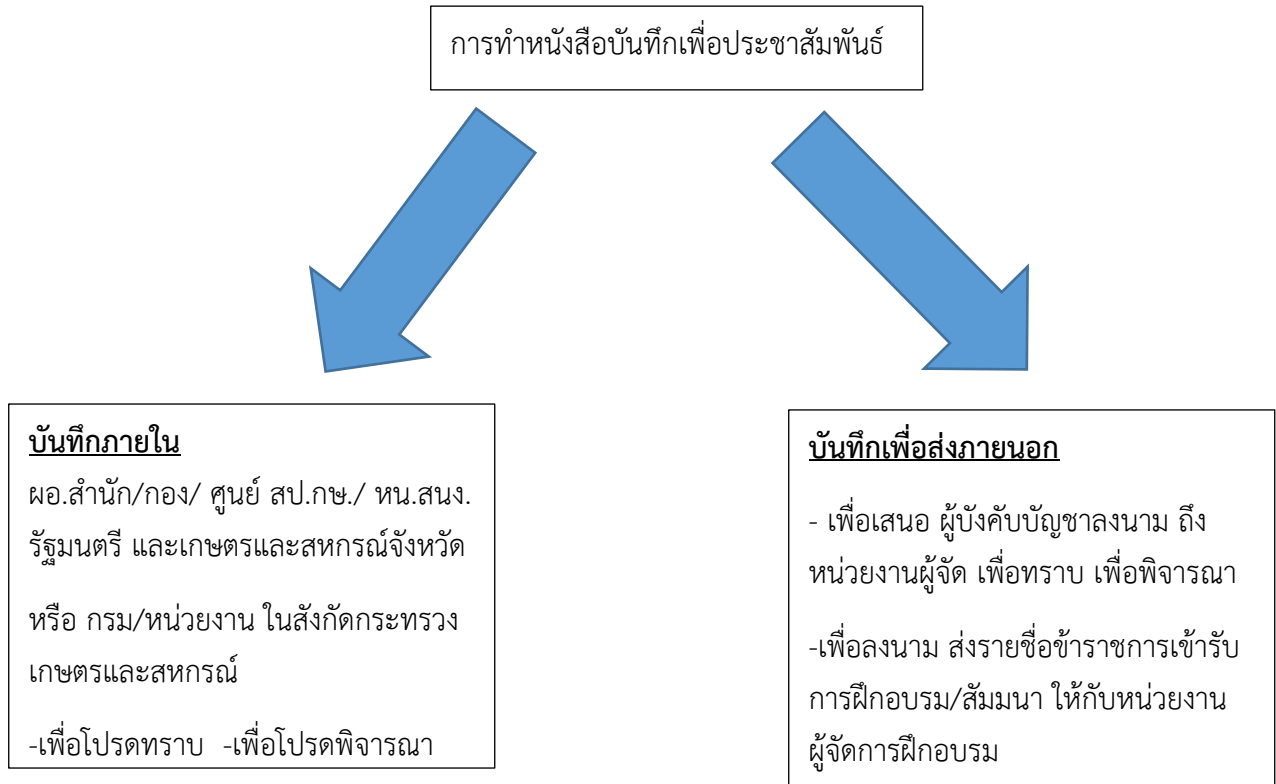 การทำหนังสือบันทึกเพื่อประชาสัมพันธ์
บันทึกภายใน
ผอ.สำนัก/กอง/ ศูนย์ สป.กษ./ หน.สนง.
รัฐมนตรี และเกษตรและสหกรณ์จังหวัด
หรือ กรม/หน่วยงาน ในสังกัดกระทรวง
เกษตรและสหกรณ์
-เพื่อโปรดทราบ -เพื่อโปรดพิจารณา
บันทึกเพื่อส่งภายนอก
- เพื่อเสนอ ผู้บังคับบัญชาลงนาม ถึง
หน่วยงานผู้จัด เพื่อทราบ เพื่อพิจารณา
-เพื่อลงนาม ส่งรายชื่อข้าราชการเข้ารับ
การฝึกอบรม/สัมมนา ให้กับหน่วยงาน
ผู้จัดการฝึกอบรม